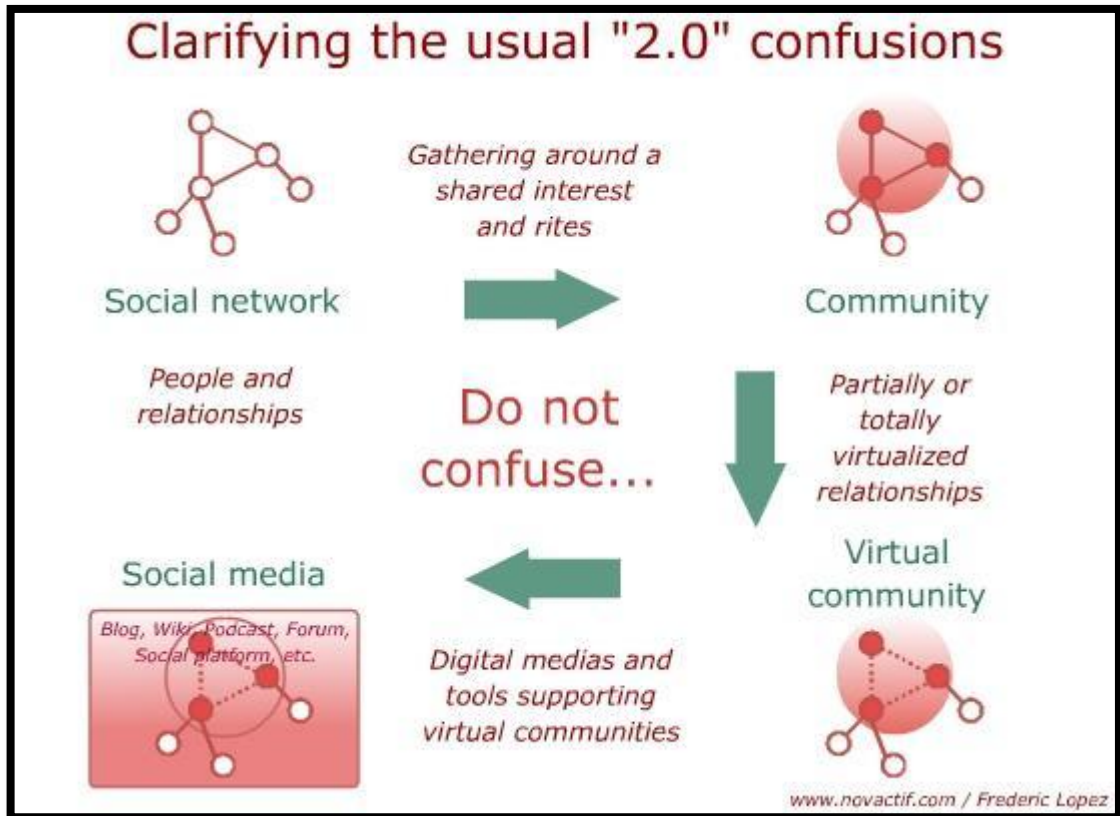 Clarifying the usual "2.0" confusions
Gathering around a
shared interest
and rites
Social network
Community
People and
relationships
Do not
confuse...
Partially or
totally
virtualized
relationships
Social media
Virtual
community
Blog, Wiki, Podcast, Forum,
Social platform, etc.
Digital medias and
tools supporting
virtual communities
www.novactif.com / Frederic Lopez